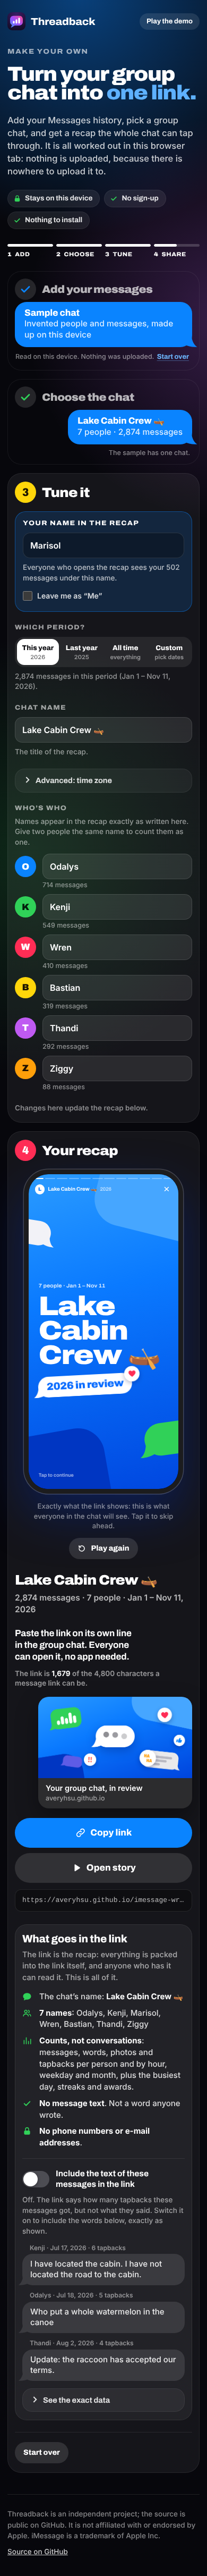 Threadback
Play the demo
MAKE YOUR OWN
Turn your group
chat into one link.
Add your Messages history, pick a group
chat, and get a recap the whole chat can tap
through. It is all worked out in this browser
tab: nothing is uploaded, because there is
nowhere to upload it to.
Stays on this device
No sign-up
Nothing to install
1 ADD
2 CHOOSE
3 TUNE
4 SHARE
Add your messages
Sample chat
Invented people and messages, made
up on this device
Read on this device. Nothing was uploaded. Start over
Choose the chat
Lake Cabin Crew 🛶
7 people · 2,874 messages
The sample has one chat.
3 Tune it
YOUR NAME IN THE RECAP
Marisol
Everyone who opens the recap sees your 502
messages under this name.
Leave me as “Me”
WHICH PERIOD?
This year
2026
Last year
2025
All time
everything
Custom
pick dates
2,874 messages in this period (Jan 1 – Nov 11,
2026).
CHAT NAME
Lake Cabin Crew 🛶
The title of the recap.
Advanced: time zone
WHO'S WHO
Names appear in the recap exactly as written here.
Give two people the same name to count them as
one.
O Odalys
714 messages
K Kenji
549 messages
W Wren
410 messages
B Bastian
319 messages
T Thandi
292 messages
Z Ziggy
88 messages
Changes here update the recap below.
4 Your recap
L Lake Cabin Crew 🛶 2026
7 people · Jan 1 – Nov 11
Lake
Cabin
Crew 🛶
2026 in review
Tap to continue
Exactly what the link shows: this is what
everyone in the chat will see. Tap it to skip
ahead.
Play again
Lake Cabin Crew 🛶
2,874 messages · 7 people · Jan 1 – Nov 11,
2026
Paste the link on its own line
in the group chat. Everyone
can open it, no app needed.
The link is 1,679 of the 4,800 characters a
message link can be.
Your group chat, in review
averyhsu.github.io
Copy link
Open story
https://averyhsu.github.io/imessage-wr…
What goes in the link
The link is the recap: everything is packed
into the link itself, and anyone who has it
can read it. This is all of it.
The chat's name: Lake Cabin Crew 🛶
7 names: Odalys, Kenji, Marisol,
Wren, Bastian, Thandi, Ziggy
Counts, not conversations:
messages, words, photos and
tapbacks per person and by hour,
weekday and month, plus the busiest
day, streaks and awards.
No message text. Not a word anyone
wrote.
No phone numbers or e-mail
addresses.
Include the text of these
messages in the link
Off. The link says how many tapbacks these
messages got, but not what they said. Switch it
on to include the words below, exactly as
shown.
Kenji · Jul 17, 2026 · 6 tapbacks
I have located the cabin. I have not
located the road to the cabin.
Odalys · Jul 18, 2026 · 5 tapbacks
Who put a whole watermelon in the
canoe
Thandi · Aug 2, 2026 · 4 tapbacks
Update: the raccoon has accepted our
terms.
See the exact data
Start over
Threadback is an independent project; the source is
public on GitHub. It is not affiliated with or endorsed by
Apple. iMessage is a trademark of Apple Inc.
Source on GitHub